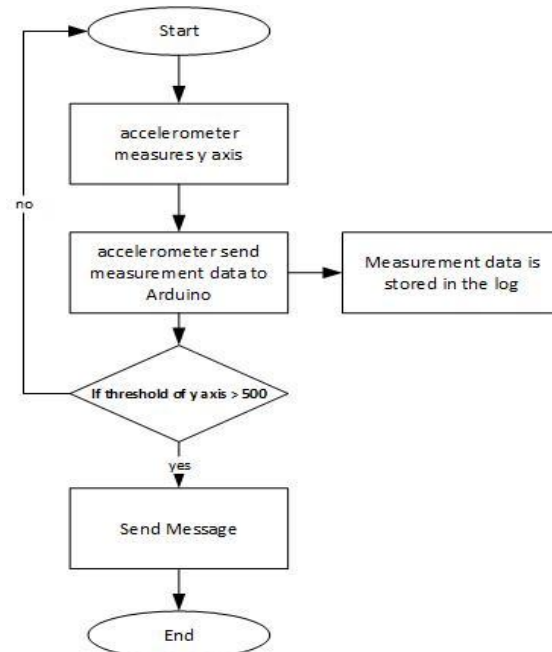 Start
accelerometer
measures y axis
no
accelerometer send
measurement data to
Arduino
Measurement data is
stored in the log
If threshold of y axis > 500
yes
Send Message
End